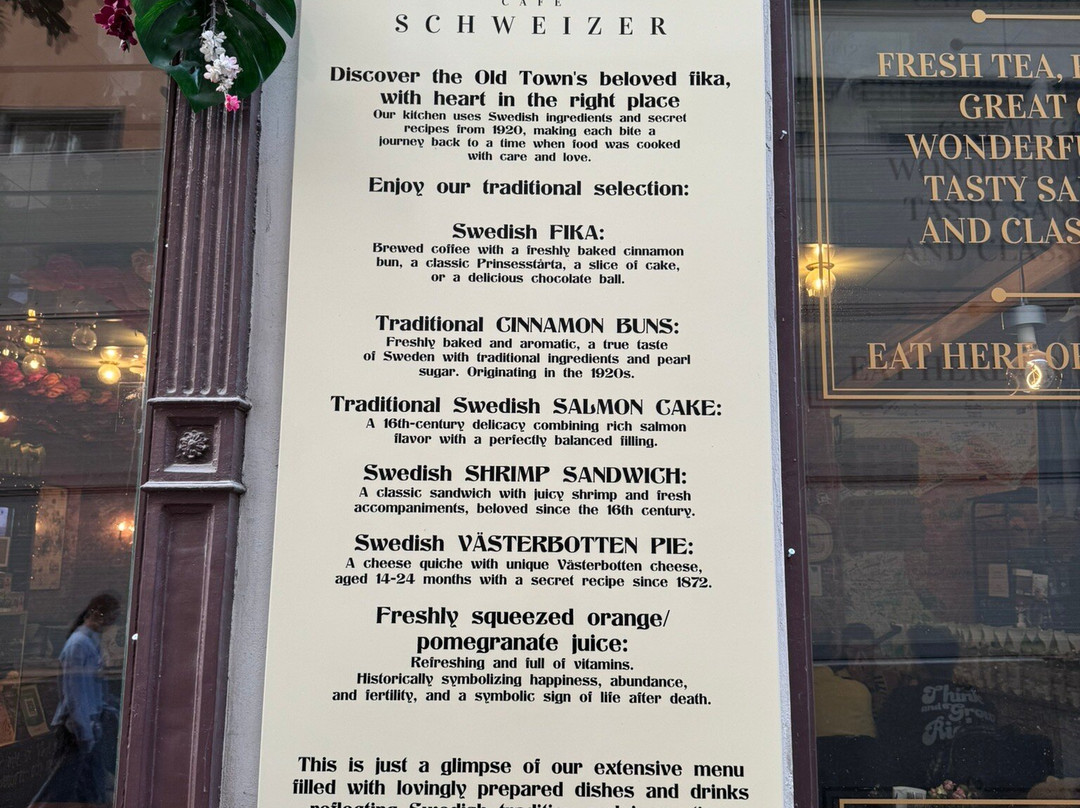 CAFÉ
SCHWEIZER
Discover the Old Town's beloved fika,
with heart in the right place
Our kitchen uses Swedish ingredients and secret
recipes from 1920, making each bite a
journey back to a time when food was cooked
with care and love.
Enjoy our traditional selection:
Swedish FIKA:
Brewed coffee with a freshly baked cinnamon
bun, a classic Prinsesstårta, a slice of cake,
or a delicious chocolate ball.
Traditional CINNAMON BUNS:
Freshly baked and aromatic, a true taste
of Sweden with traditional ingredients and pearl
sugar. Originating in the 1920s.
Traditional Swedish SALMON CAKE:
A 16th-century delicacy combining rich salmon
flavor with a perfectly balanced filling.
Swedish SHRIMP SANDWICH:
A classic sandwich with juicy shrimp and fresh
accompaniments, beloved since the 16th century.
Swedish VÄSTERBOTTEN PIE:
A cheese quiche with unique Västerbotten cheese,
aged 14-24 months with a secret recipe since 1872.
Freshly squeezed orange/
pomegranate juice:
Refreshing and full of vitamins.
Historically symbolizing happiness, abundance,
and fertility, and a symbolic sign of life after death.
This is just a glimpse of our extensive menu
filled with lovingly prepared dishes and drinks
FRESH TEA,
GREAT
WONDERFU
TASTY SA
AND CLAS
EAT HERE O
Think
and
Grow